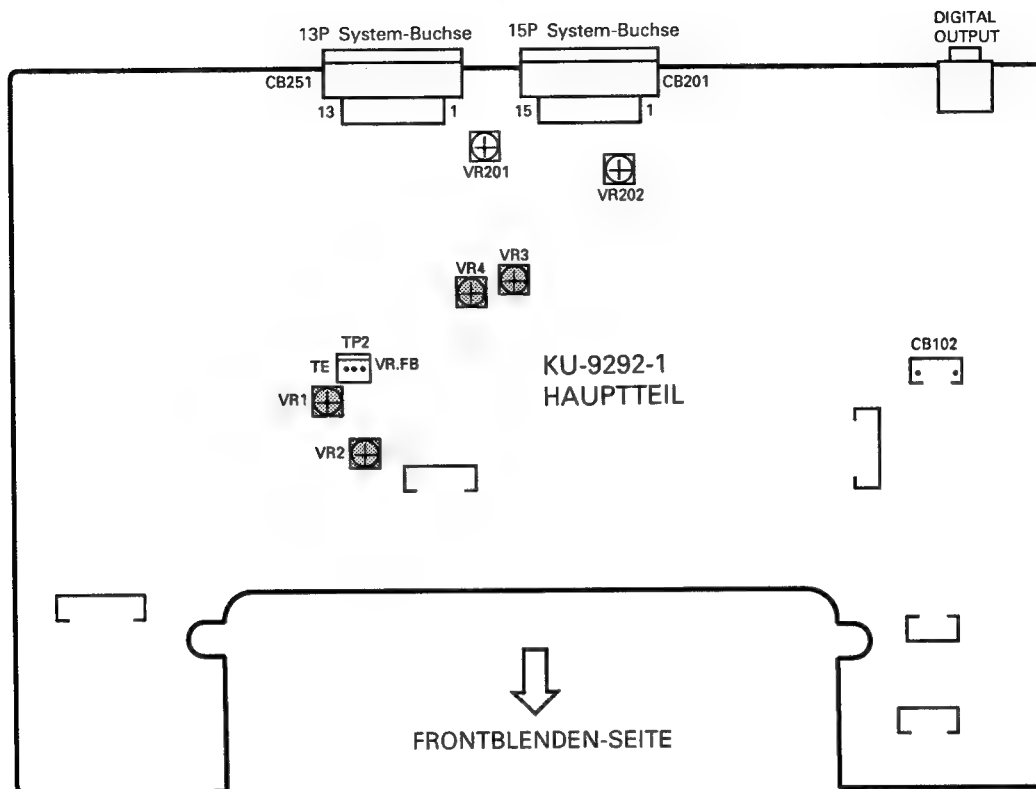 DIGITAL
OUTPUT
13P System-Buchse
15P System-Buchse
CB251
CB201
13
1
15
1
VR201
VR202
VR4
VR3
TP2
TE
VR.FB
CB102
VR1
KU-9292-1
HAUPTTEIL
VR2
FRONTBLENDEN-SEITE